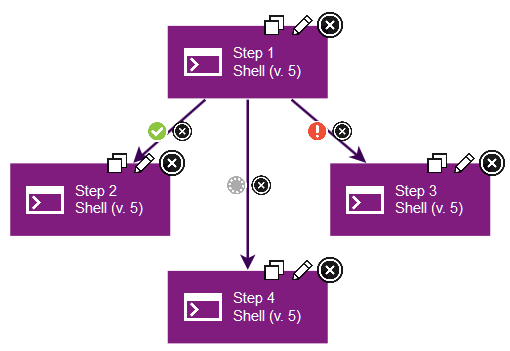 Step 1
Shell (v. 5)
Step 2
Shell (v. 5)
Step 3
Shell (v. 5)
Step 4
Shell (v. 5)